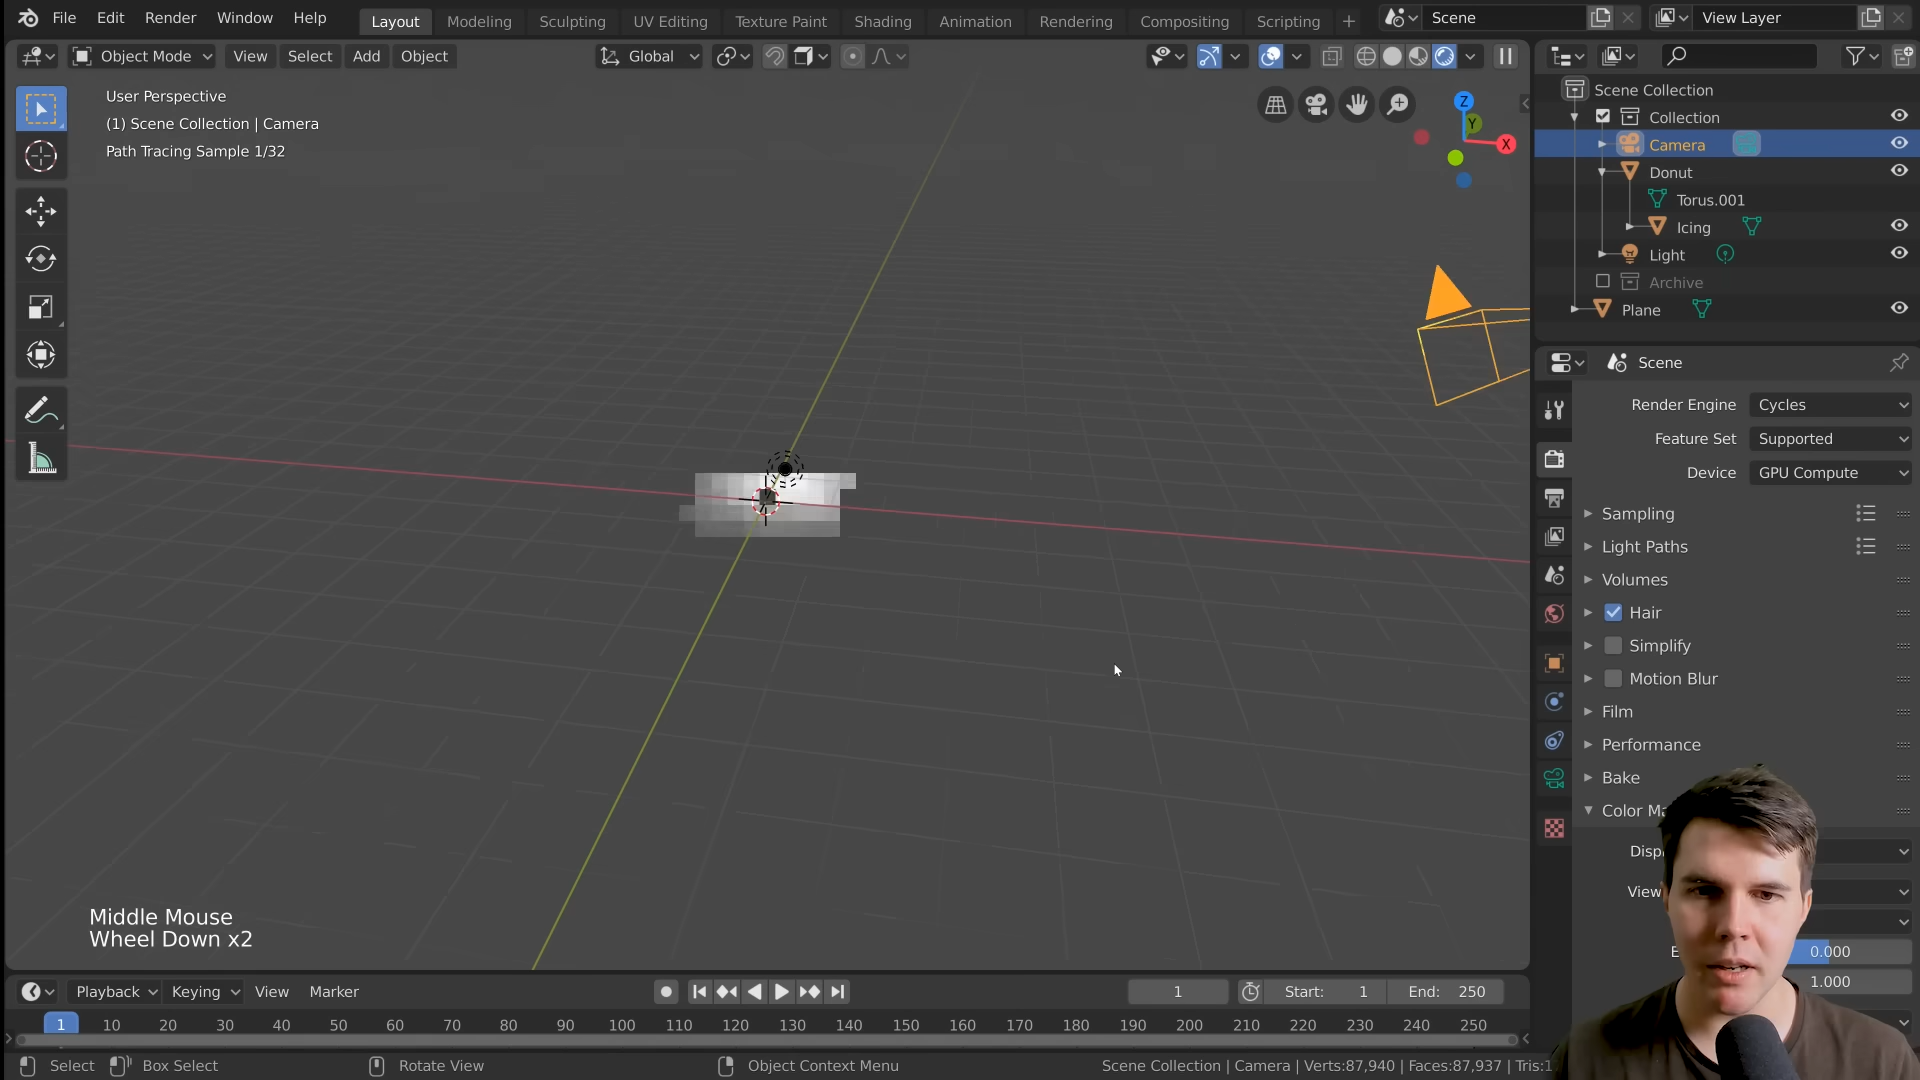 File Edit Render Window Help
Layout Modeling Sculpting UV Editing Texture Paint Shading Animation Rendering Compositing Scripting
Scene
View Layer
Object Mode View Select Add Object
Global
User Perspective
(1) Scene Collection | Camera
Path Tracing Sample 1/32
Z
Y
X
Scene Collection
Collection
Camera
Donut
Torus.001
Icing
Light
Archive
Plane
Scene
Render Engine Cycles
Feature Set Supported
Device GPU Compute
Sampling
Light Paths
Volumes
Hair
Simplify
Motion Blur
Film
Performance
Bake
Color Ma
Disp
View
E 0.000
1.000
Middle Mouse
Wheel Down x2
Playback Keying View Marker
1 Start: 1 End: 250
1 10 20 30 40 50 60 70 80 90 100 110 120 130 140 150 160 170 180 190 200 210 220 230 240 250
Select Box Select Rotate View Object Context Menu Scene Collection | Camera | Verts:87,940 | Faces:87,937 | Tris:1